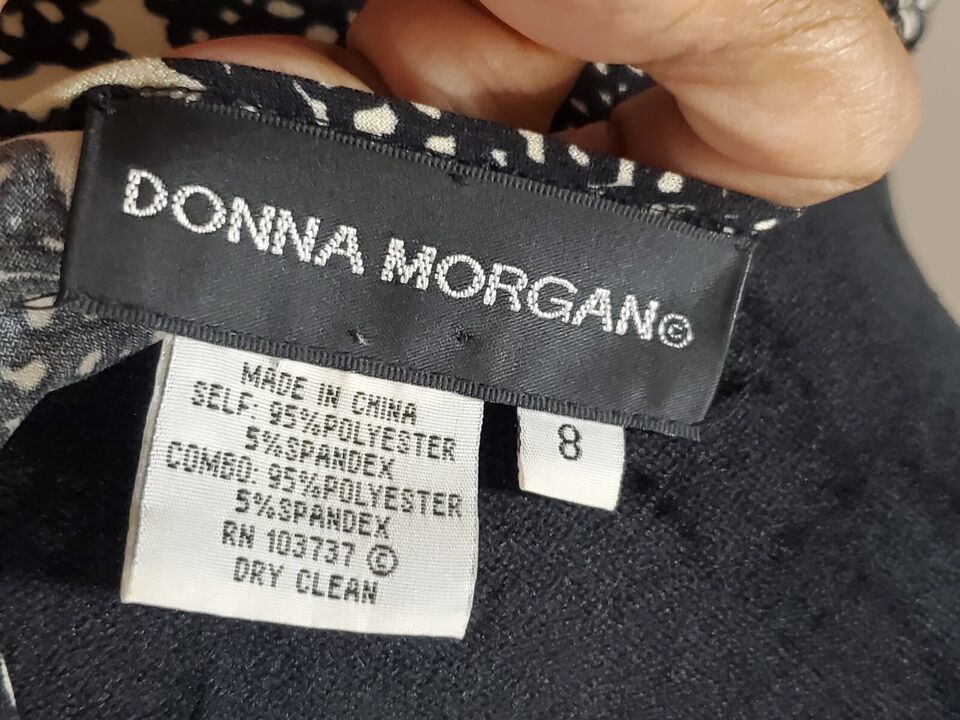 DONNA MORGAN©
MADE IN CHINA
SELF: 95%POLYESTER
5%SPANDEX
COMBO: 95%POLYESTER
5%SPANDEX
RN 103737 ©
DRY CLEAN
8